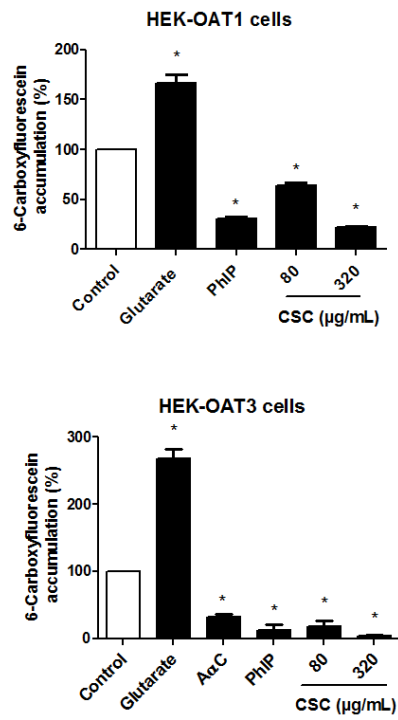 HEK-OAT1 cells
6-Carboxyfluorescein
accumulation (%)
200
150
100
50
0
*
*
*
*
Control
Glutarate
PhIP
80
320
CSC (µg/mL)
HEK-OAT3 cells
6-Carboxyfluorescein
accumulation (%)
300
200
100
0
*
*
*
*
*
Control
Glutarate
AαC
PhIP
80
320
CSC (µg/mL)